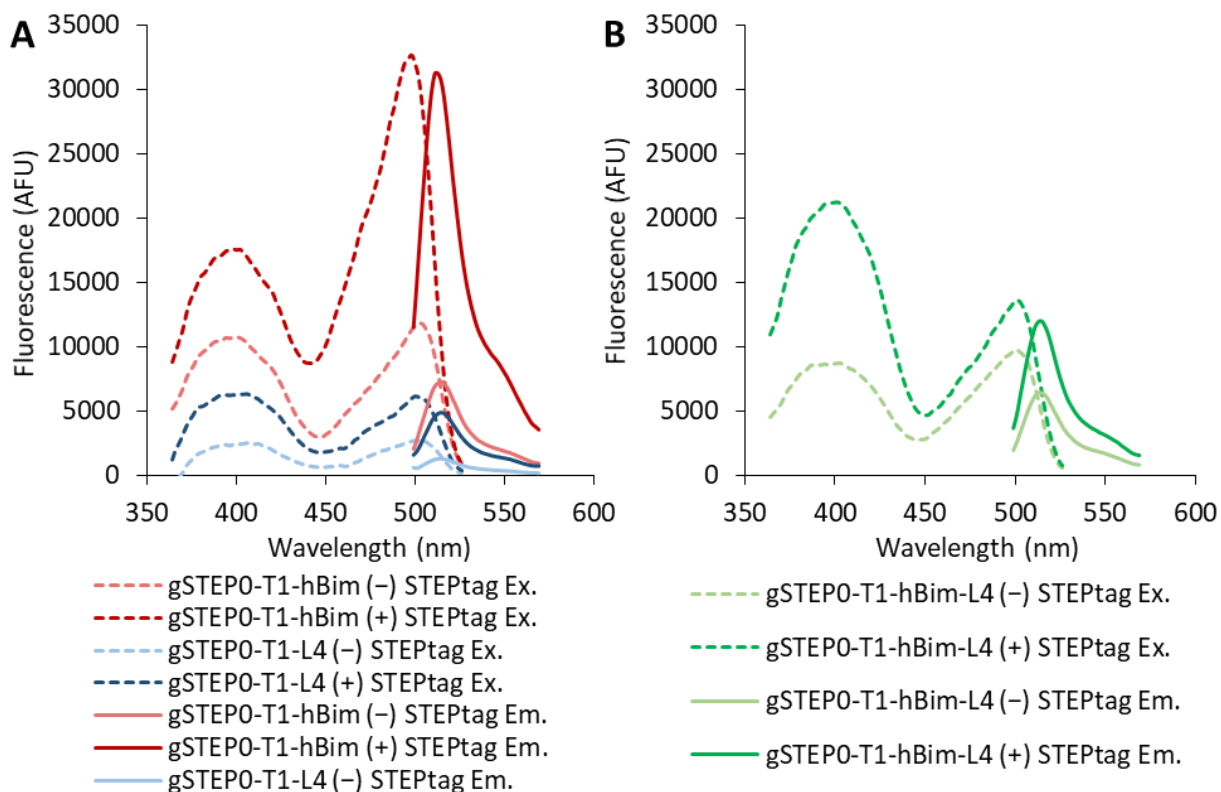 A
Fluorescence (AFU)
35000
30000
25000
20000
15000
10000
5000
0
350 400 450 500 550 600
Wavelength (nm)
gSTEP0-T1-hBim (−) STEPtag Ex.
gSTEP0-T1-hBim (+) STEPtag Ex.
gSTEP0-T1-L4 (−) STEPtag Ex.
gSTEP0-T1-L4 (+) STEPtag Ex.
gSTEP0-T1-hBim (−) STEPtag Em.
gSTEP0-T1-hBim (+) STEPtag Em.
gSTEP0-T1-L4 (−) STEPtag Em.
B
Fluorescence (AFU)
35000
30000
25000
20000
15000
10000
5000
0
350 400 450 500 550 600
Wavelength (nm)
gSTEP0-T1-hBim-L4 (−) STEPtag Ex.
gSTEP0-T1-hBim-L4 (+) STEPtag Ex.
gSTEP0-T1-hBim-L4 (−) STEPtag Em.
gSTEP0-T1-hBim-L4 (+) STEPtag Em.